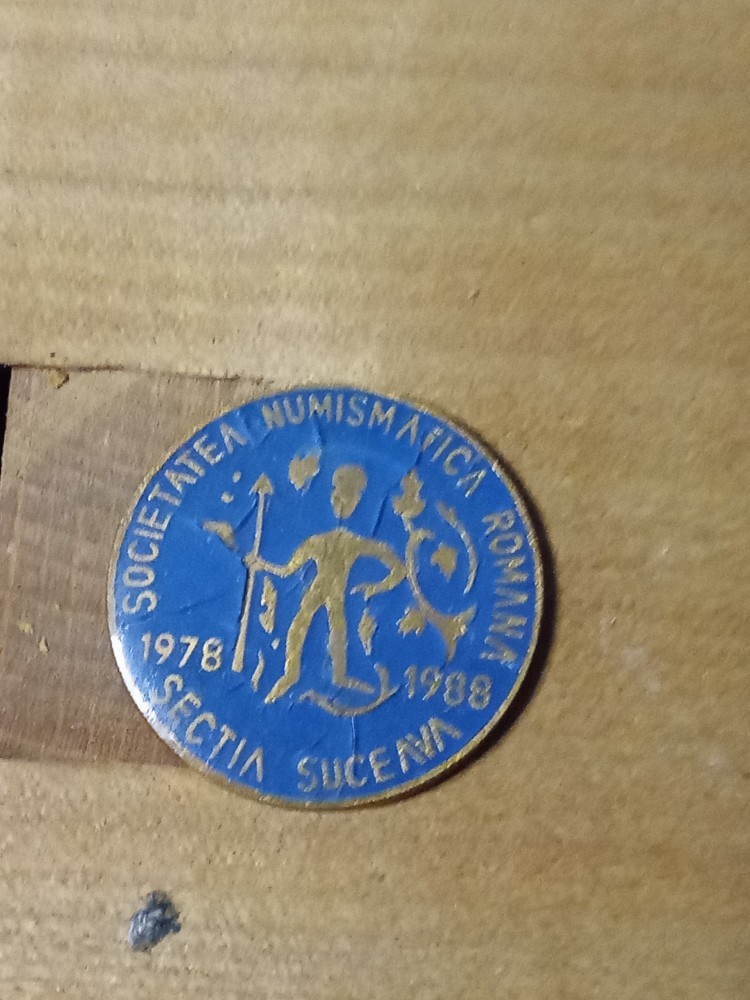 SOCIETATEA NUMISMATICA ROMANA
1978 1988
SECTIA SUCEAVA